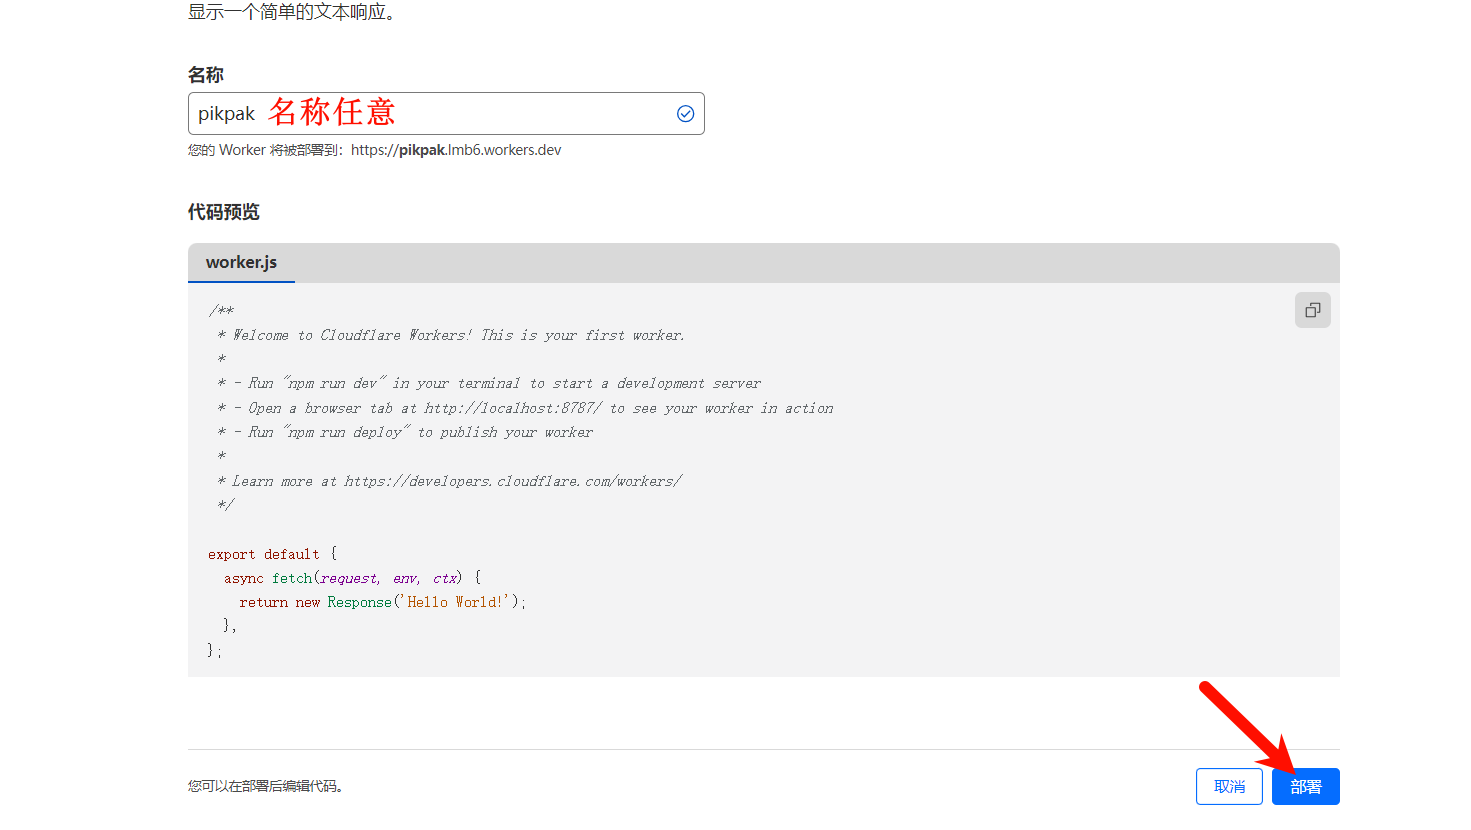 显示一个简单的文本响应。
名称
pikpak 名称任意
您的 Worker 将被部署到：https://pikpak.lmb6.workers.dev
代码预览
worker.js
/**
 * Welcome to Cloudflare Workers! This is your first worker.
 *
 * - Run "npm run dev" in your terminal to start a development server
 * - Open a browser tab at http://localhost:8787/ to see your worker in action
 * - Run "npm run deploy" to publish your worker
 *
 * Learn more at https://developers.cloudflare.com/workers/
 */
export default {
  async fetch(request, env, ctx) {
    return new Response('Hello World!');
  },
};
您可以在部署后编辑代码。
取消
部署